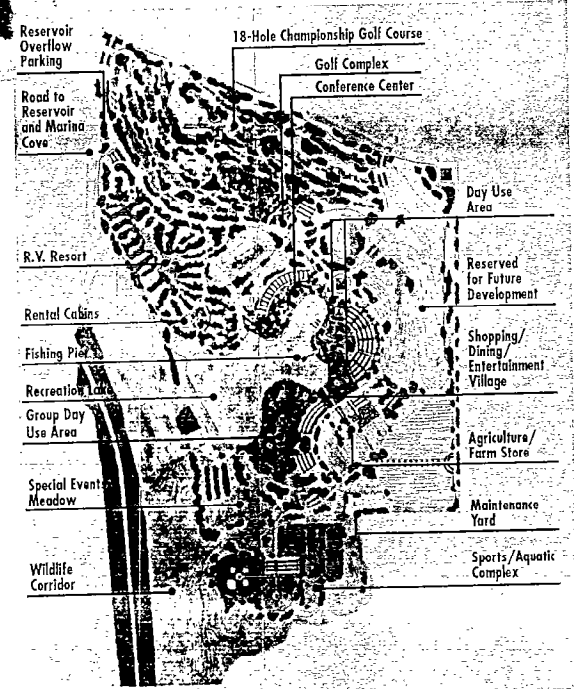 Reservoir
Overflow
Parking
Road to
Reservoir
and Marina
Cove
R.V. Resort
Rental Cabins
Fishing Pier
Recreation Lake
Group Day
Use Area
Special Events
Meadow
Wildlife
Corridor
18-Hole Championship Golf Course
Golf Complex
Conference Center
Day Use
Area
Reserved
for Future
Development
Shopping/
Dining/
Entertainment
Village
Agriculture/
Farm Store
Maintenance
Yard
Sports/Aquatic
Complex